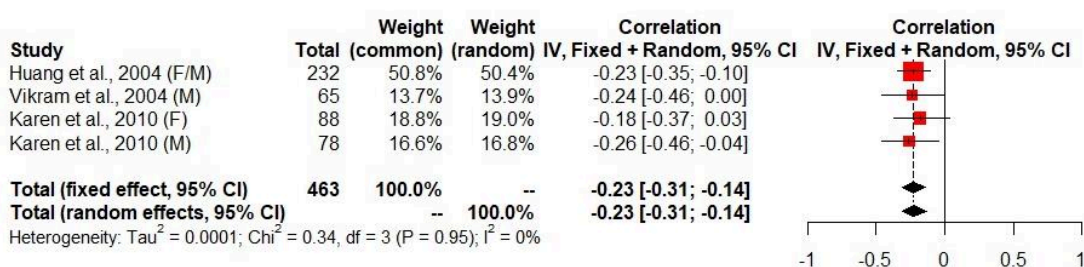 Weight Weight Correlation Correlation
Study Total (common) (random) IV, Fixed + Random, 95% CI IV, Fixed + Random, 95% CI
Huang et al., 2004 (F/M) 232 50.8% 50.4% -0.23 [-0.35; -0.10]
Vikram et al., 2004 (M) 65 13.7% 13.9% -0.24 [-0.46; 0.00]
Karen et al., 2010 (F) 88 18.8% 19.0% -0.18 [-0.37; 0.03]
Karen et al., 2010 (M) 78 16.6% 16.8% -0.26 [-0.46; -0.04]
Total (fixed effect, 95% CI) 463 100.0% -- -0.23 [-0.31; -0.14]
Total (random effects, 95% CI) -- 100.0% -0.23 [-0.31; -0.14]
Heterogeneity: Tau² = 0.0001; Chi² = 0.34, df = 3 (P = 0.95); I² = 0%
-1 -0.5 0 0.5 1